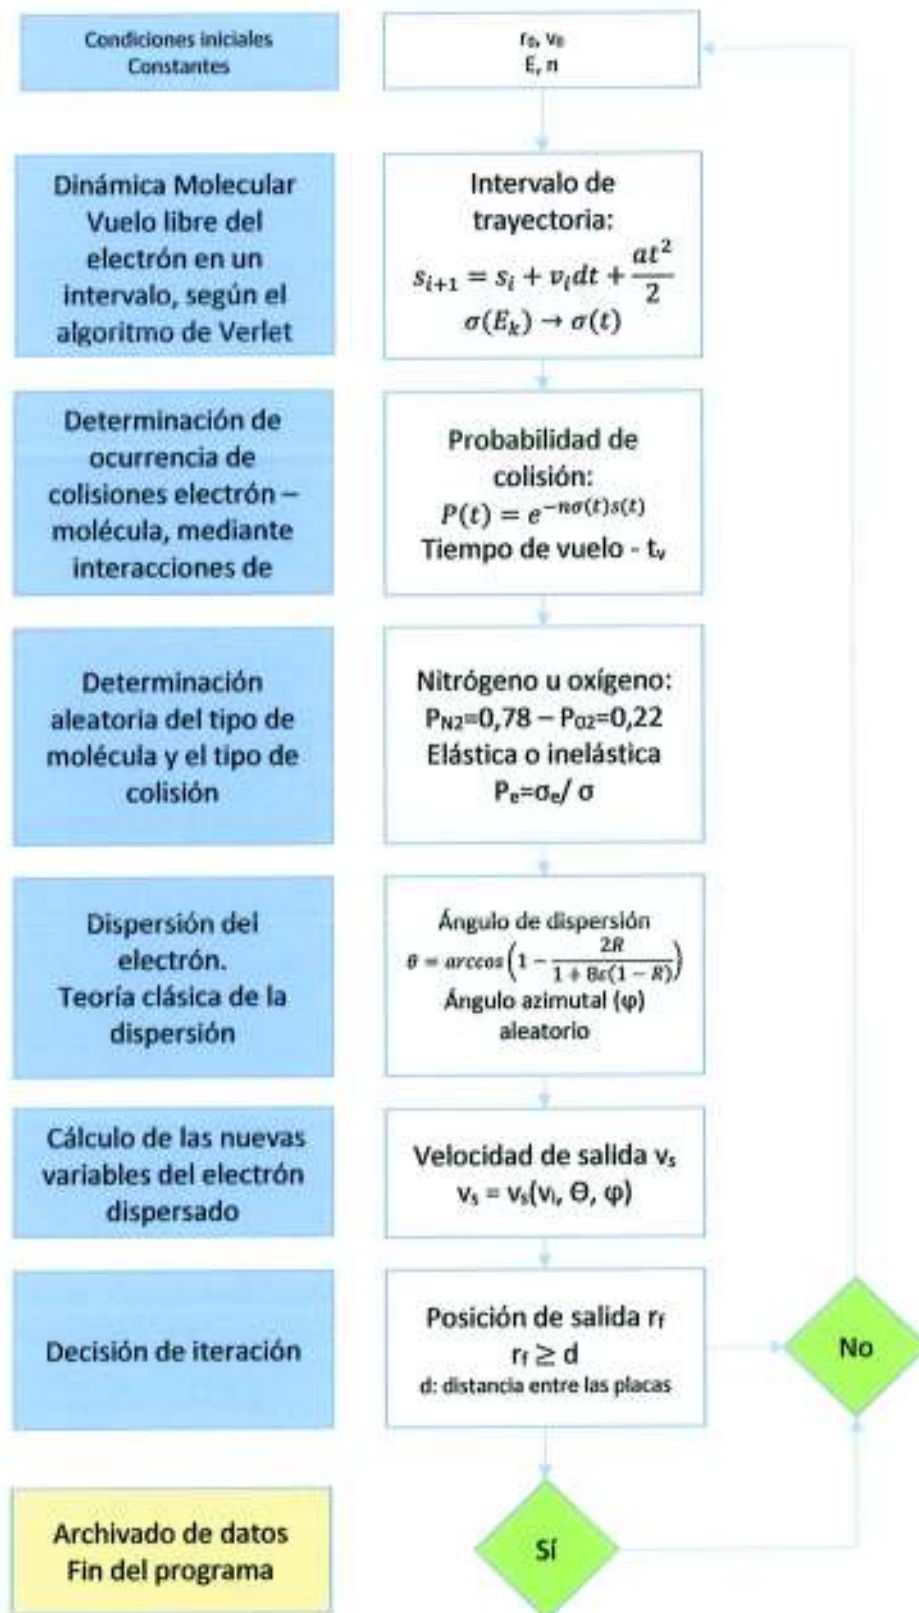 Condiciones iniciales
Constantes
r₀, v₀
E, n
Dinámica Molecular
Vuelo libre del
electrón en un
intervalo, según el
algoritmo de Verlet
Intervalo de
trayectoria:
sᵢ₊₁ = sᵢ + vᵢdt + at²/2
σ(Eₖ) → σ(t)
Determinación de
ocurrencia de
colisiones electrón –
molécula, mediante
interacciones de
Probabilidad de
colisión:
P(t) = e^{-nσ(t)s(t)}
Tiempo de vuelo - tᵥ
Determinación
aleatoria del tipo de
molécula y el tipo de
colisión
Nitrógeno u oxígeno:
P_{N2}=0,78 – P_{O2}=0,22
Elástica o inelástica
Pₑ=σₑ/ σ
Dispersión del
electrón.
Teoría clásica de la
dispersión
Ángulo de dispersión
θ = arccos(1 − 2R/(1 + 8ε(1 − R)))
Ángulo azimutal (φ)
aleatorio
Cálculo de las nuevas
variables del electrón
dispersado
Velocidad de salida vₛ
vₛ = vₛ(vᵢ, Θ, φ)
Decisión de iteración
Posición de salida r_f
r_f ≥ d
d: distancia entre las placas
No
Archivado de datos
Fin del programa
Sí